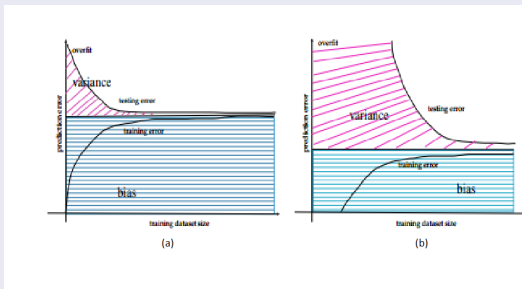 overfit
variance
testing error
training error
bias
prediction error
training dataset size
(a)
overfit
variance
testing error
training error
bias
prediction error
training dataset size
(b)